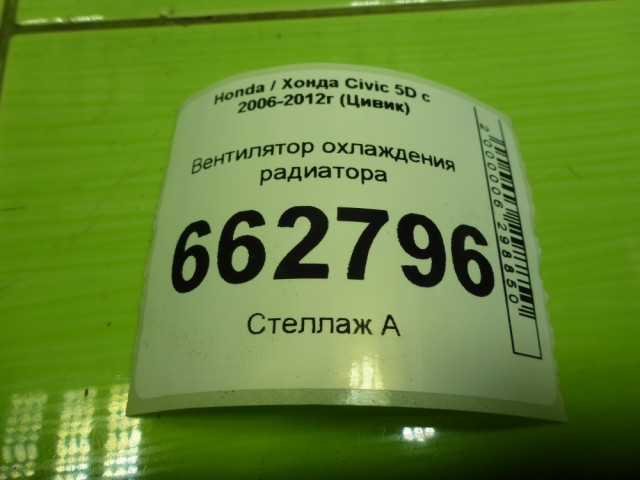 Honda / Хонда Civic 5D с
2006-2012г (Цивик)
Вентилятор охлаждения
радиатора
662796
Стеллаж А
2000006298850